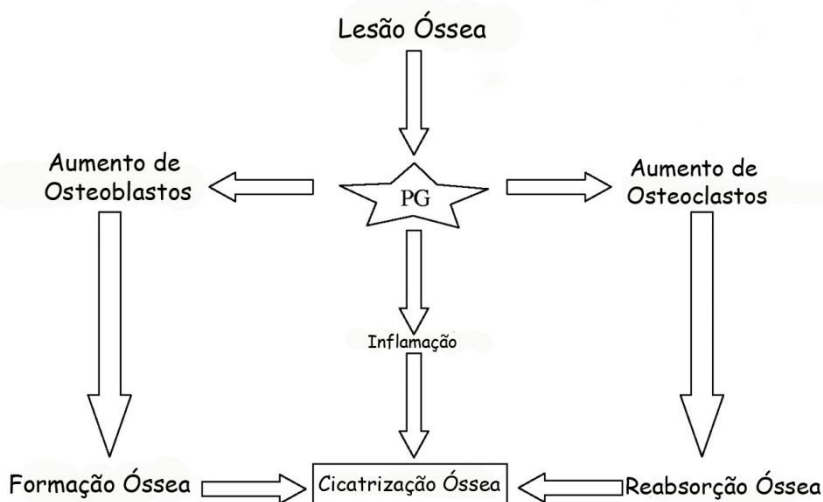 Lesão Óssea
Aumento de
Osteoblastos
PG
Aumento de
Osteoclastos
Inflamação
Formação Óssea
Cicatrização Óssea
Reabsorção Óssea